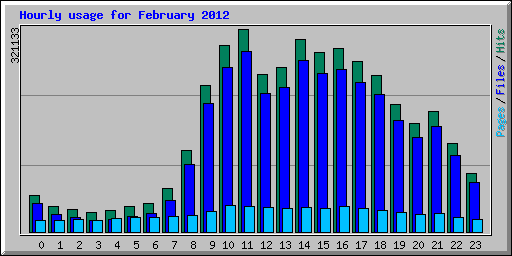 Hourly usage for February 2012
321133
Pages / Files / Hits
0 1 2 3 4 5 6 7 8 9 10 11 12 13 14 15 16 17 18 19 20 21 22 23